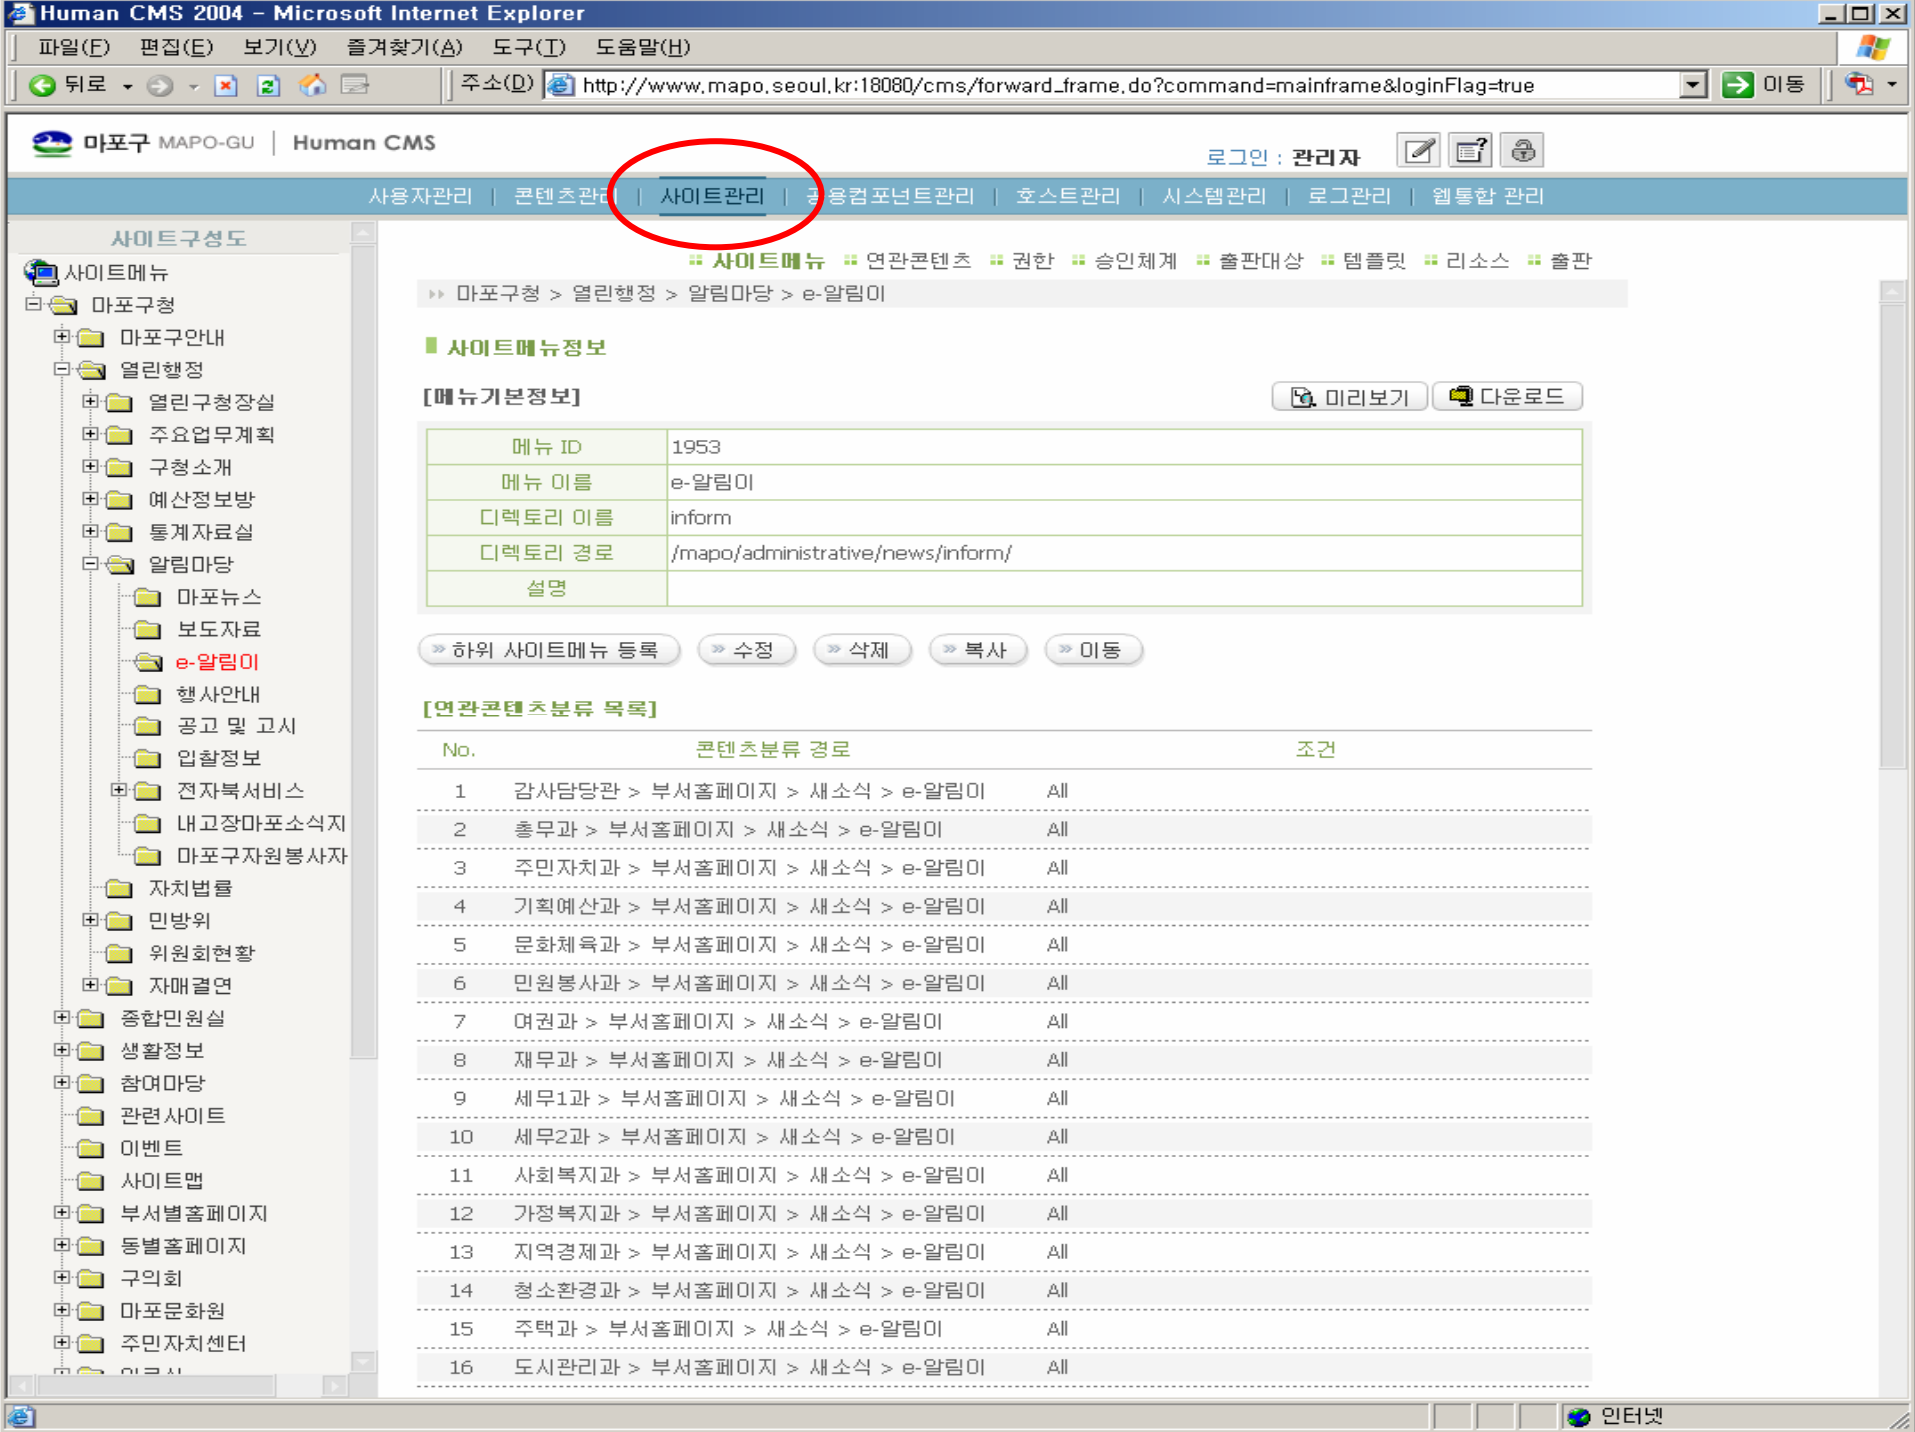 Human CMS 2004 – Microsoft Internet Explorer
파일(F) 편집(E) 보기(V) 즐겨찾기(A) 도구(T) 도움말(H)
뒤로 주소(D) http://www.mapo.seoul.kr:18080/cms/forward_frame.do?command=mainframe&loginFlag=true 이동
마포구 MAPO-GU | Human CMS
로그인 : 관리자
사용자관리 | 콘텐츠관리 | 사이트관리 | 공용컴포넌트관리 | 호스트관리 | 시스템관리 | 로그관리 | 웹통합 관리
사이트구성도
사이트메뉴
마포구청
마포구안내
열린행정
열린구청장실
주요업무계획
구청소개
예산정보방
통계자료실
알림마당
마포뉴스
보도자료
e-알림이
행사안내
공고 및 고시
입찰정보
전자북서비스
내고장마포소식지
마포구자원봉사자
자치법률
민방위
위원회현황
자매결연
종합민원실
생활정보
참여마당
관련사이트
이벤트
사이트맵
부서별홈페이지
동별홈페이지
구의회
마포문화원
주민자치센터
사이트메뉴 연관콘텐츠 권한 승인체계 출판대상 템플릿 리소스 출판
마포구청 > 열린행정 > 알림마당 > e-알림이
사이트메뉴정보
[메뉴기본정보] 미리보기 다운로드
메뉴 ID 1953
메뉴 이름 e-알림이
디렉토리 이름 inform
디렉토리 경로 /mapo/administrative/news/inform/
설명
하위 사이트메뉴 등록 수정 삭제 복사 이동
[연관콘텐츠분류 목록]
No. 콘텐츠분류 경로 조건
1 감사담당관 > 부서홈페이지 > 새소식 > e-알림이 All
2 총무과 > 부서홈페이지 > 새소식 > e-알림이 All
3 주민자치과 > 부서홈페이지 > 새소식 > e-알림이 All
4 기획예산과 > 부서홈페이지 > 새소식 > e-알림이 All
5 문화체육과 > 부서홈페이지 > 새소식 > e-알림이 All
6 민원봉사과 > 부서홈페이지 > 새소식 > e-알림이 All
7 여권과 > 부서홈페이지 > 새소식 > e-알림이 All
8 재무과 > 부서홈페이지 > 새소식 > e-알림이 All
9 세무1과 > 부서홈페이지 > 새소식 > e-알림이 All
10 세무2과 > 부서홈페이지 > 새소식 > e-알림이 All
11 사회복지과 > 부서홈페이지 > 새소식 > e-알림이 All
12 가정복지과 > 부서홈페이지 > 새소식 > e-알림이 All
13 지역경제과 > 부서홈페이지 > 새소식 > e-알림이 All
14 청소환경과 > 부서홈페이지 > 새소식 > e-알림이 All
15 주택과 > 부서홈페이지 > 새소식 > e-알림이 All
16 도시관리과 > 부서홈페이지 > 새소식 > e-알림이 All
인터넷